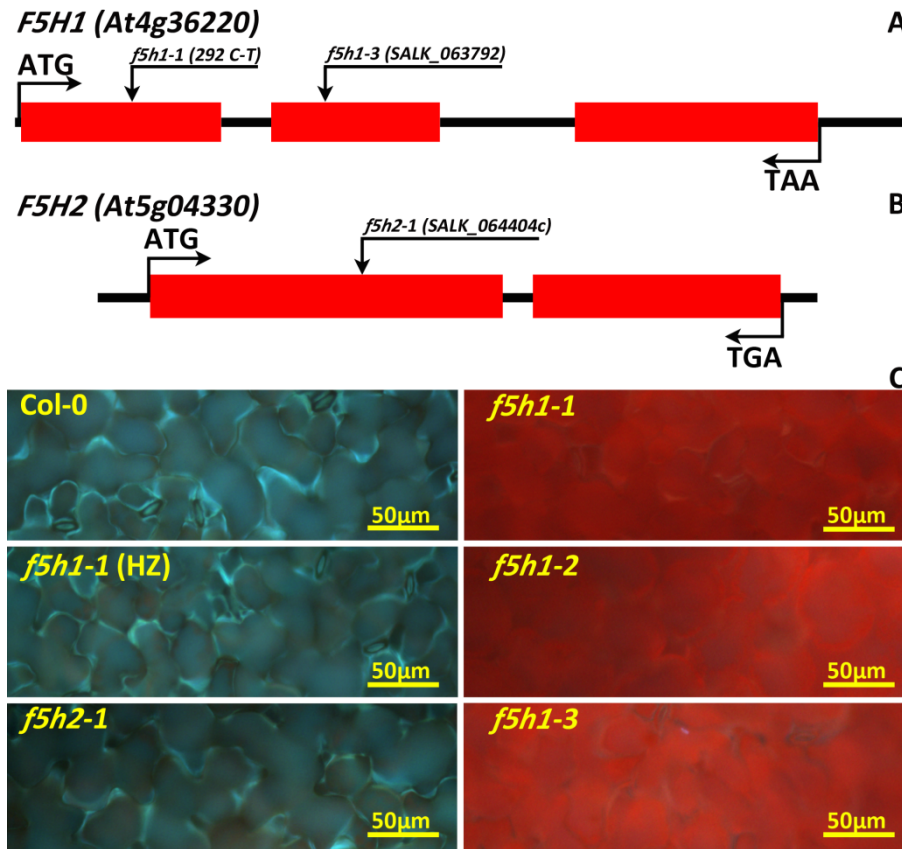 F5H1 (At4g36220)
A
f5h1-1 (292 C-T)
f5h1-3 (SALK_063792)
ATG
TAA
F5H2 (At5g04330)
B
f5h2-1 (SALK_064404c)
ATG
TGA
C
Col-0
50µm
f5h1-1
50µm
f5h1-1 (HZ)
50µm
f5h1-2
50µm
f5h2-1
50µm
f5h1-3
50µm